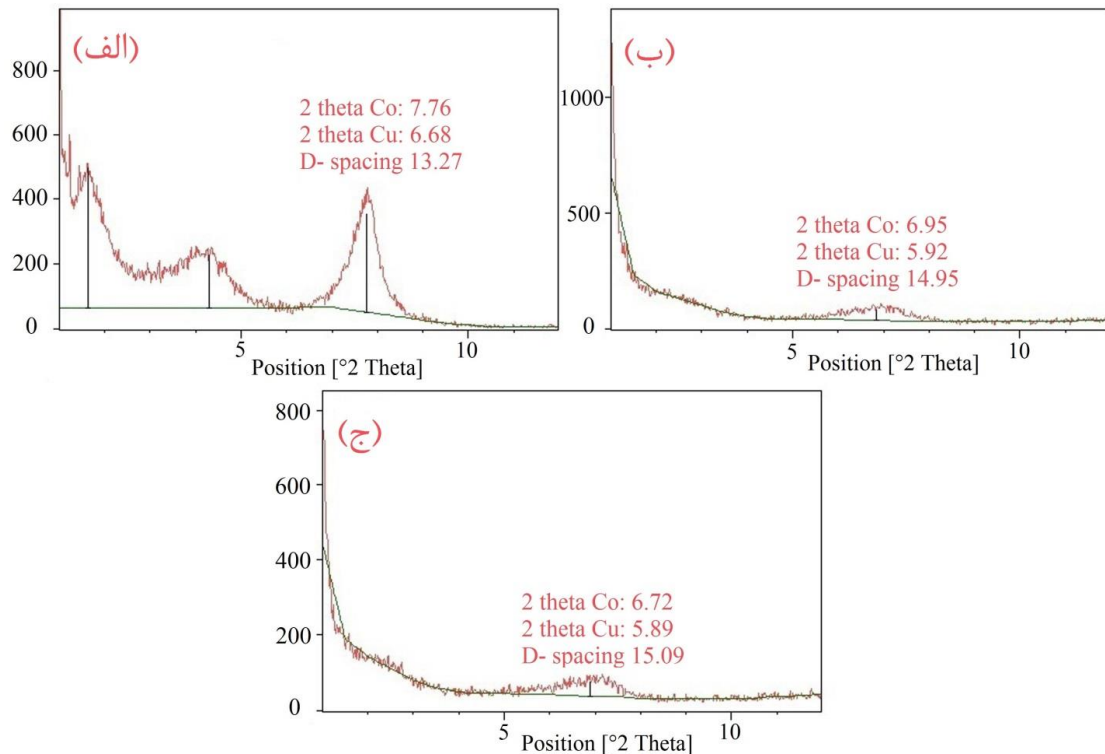 (الف)
2 theta Co: 7.76
2 theta Cu: 6.68
D- spacing 13.27
800
600
400
200
0
5
10
Position [°2 Theta]
(ب)
2 theta Co: 6.95
2 theta Cu: 5.92
D- spacing 14.95
1000
500
0
5
10
Position [°2 Theta]
(ج)
2 theta Co: 6.72
2 theta Cu: 5.89
D- spacing 15.09
800
600
400
200
0
5
10
Position [°2 Theta]